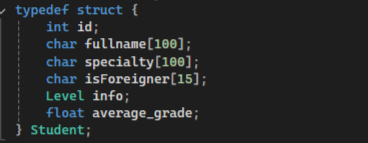 typedef struct {
int id;
char fullname[100];
char specialty[100];
char isForeigner[15];
Level info;
float average_grade;
} Student;